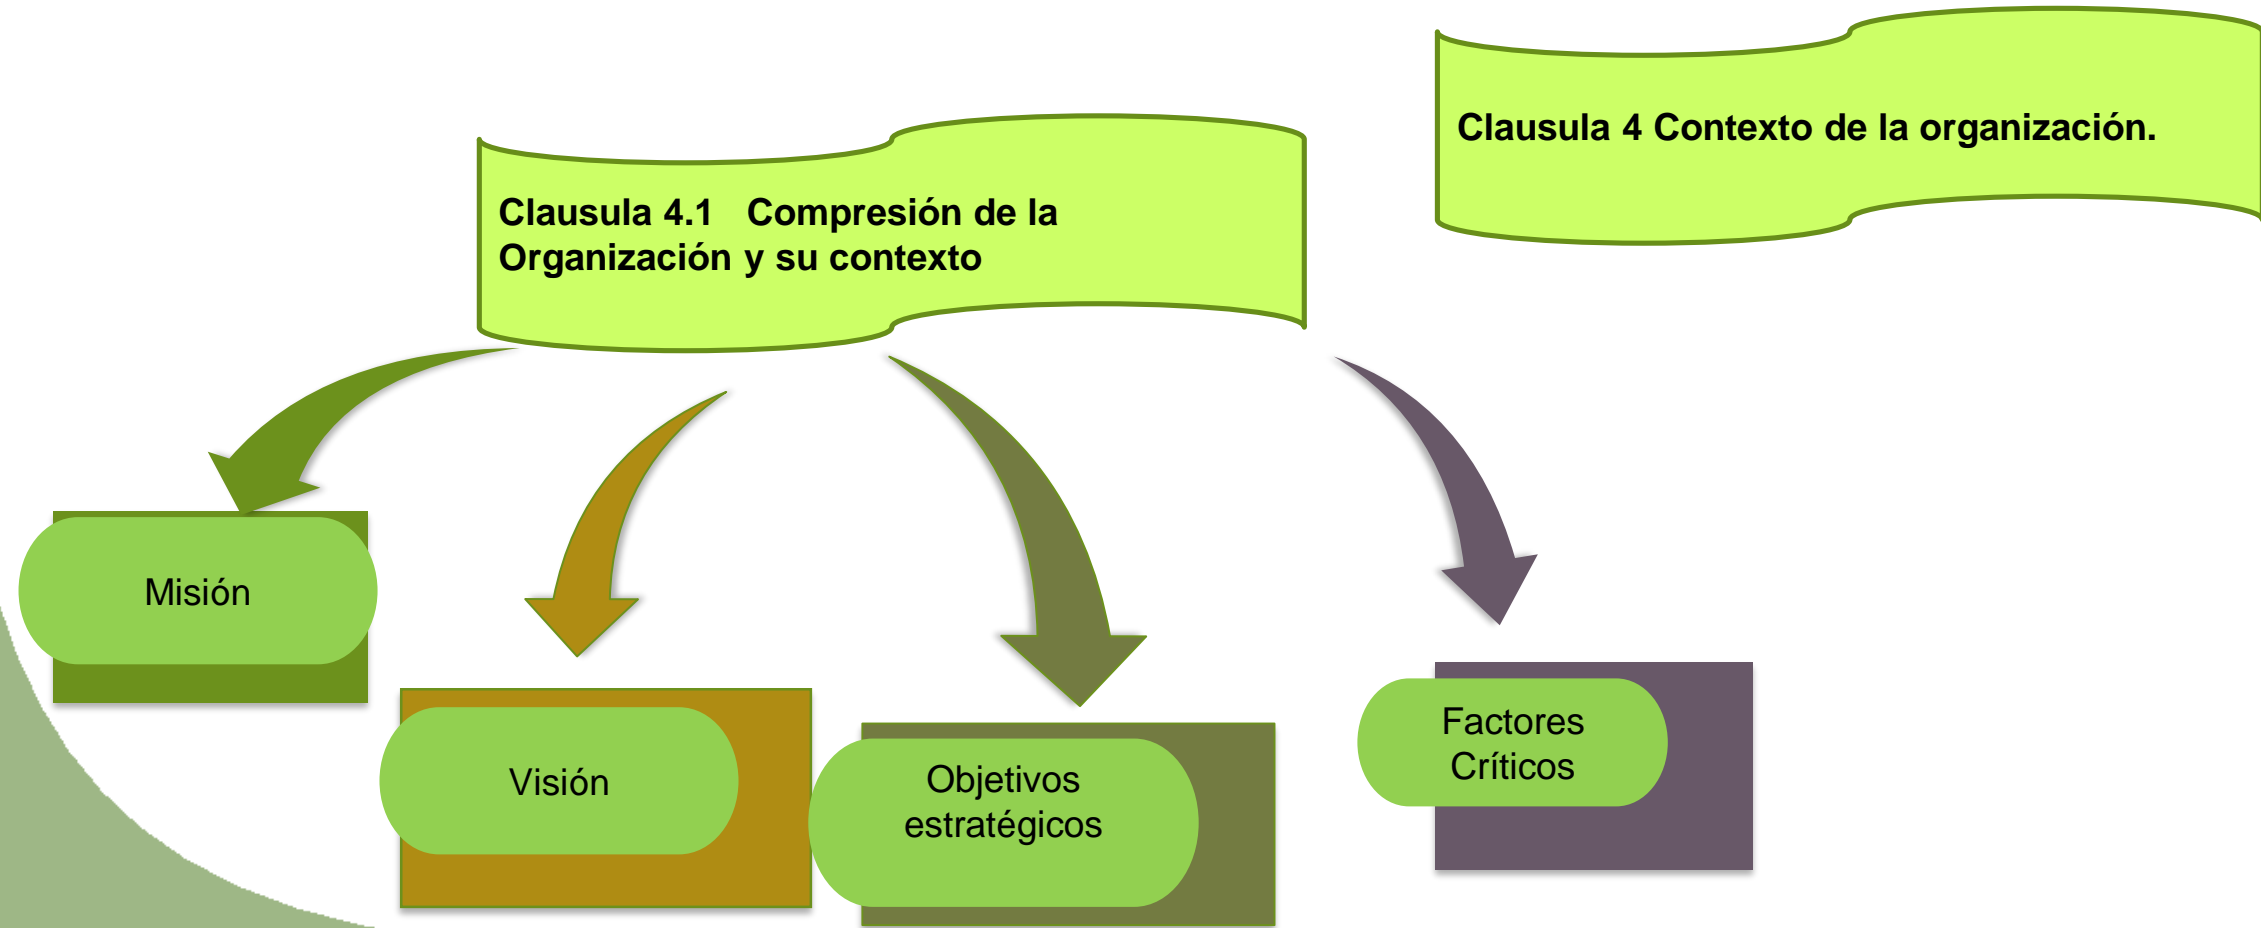 Clausula 4 Contexto de la organización.
Clausula 4.1 Compresión de la
Organización y su contexto
Misión
Visión
Objetivos
estratégicos
Factores
Críticos